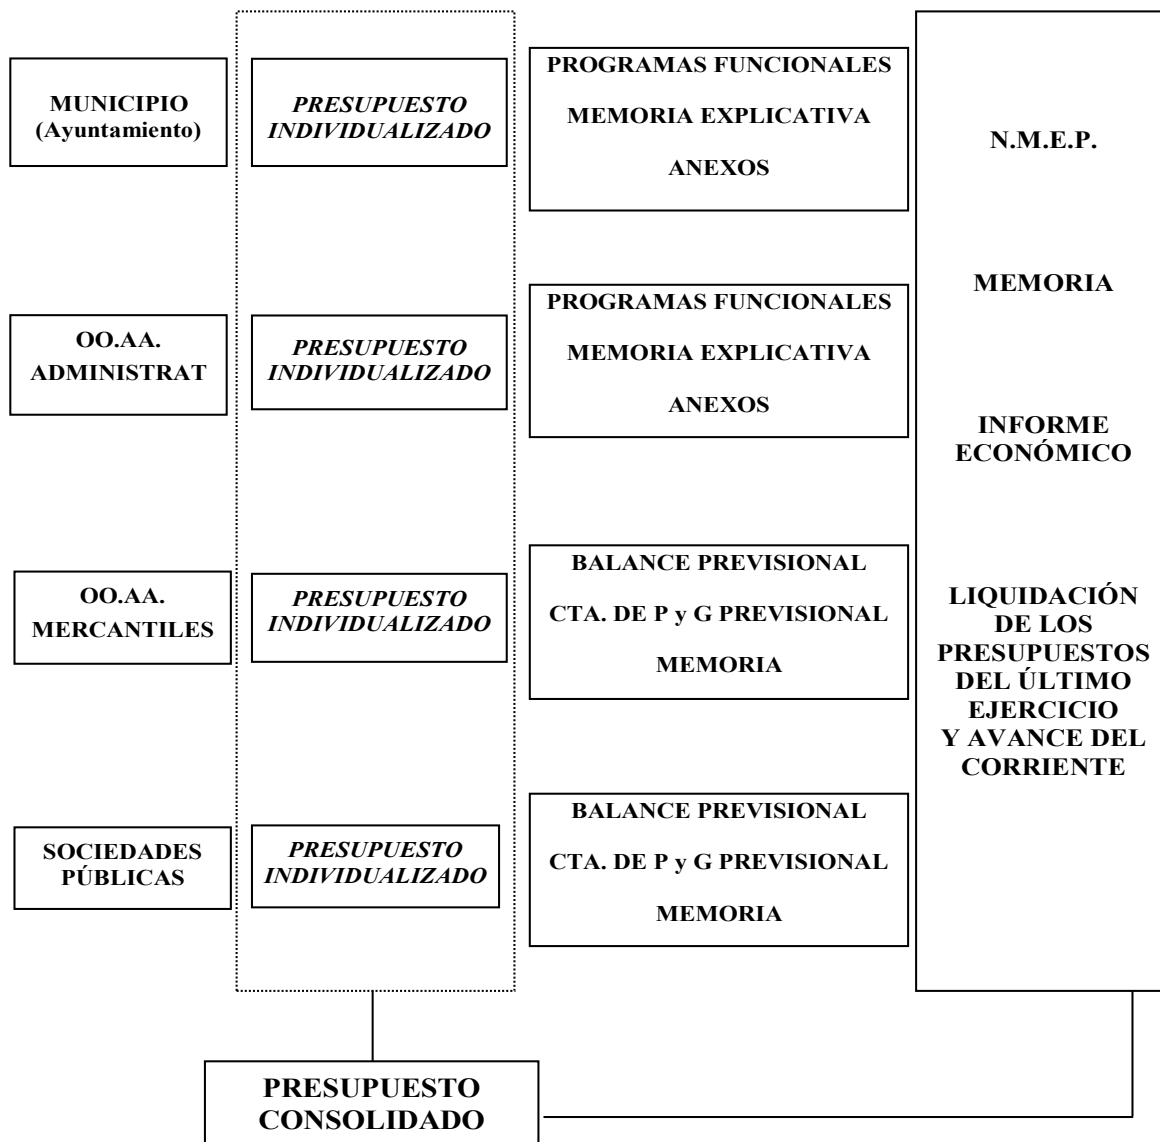 MUNICIPIO
(Ayuntamiento)
PRESUPUESTO
INDIVIDUALIZADO
PROGRAMAS FUNCIONALES
MEMORIA EXPLICATIVA
ANEXOS
OO.AA.
ADMINISTRAT
PRESUPUESTO
INDIVIDUALIZADO
PROGRAMAS FUNCIONALES
MEMORIA EXPLICATIVA
ANEXOS
OO.AA.
MERCANTILES
PRESUPUESTO
INDIVIDUALIZADO
BALANCE PREVISIONAL
CTA. DE P y G PREVISIONAL
MEMORIA
SOCIEDADES
PÚBLICAS
PRESUPUESTO
INDIVIDUALIZADO
BALANCE PREVISIONAL
CTA. DE P y G PREVISIONAL
MEMORIA
N.M.E.P.
MEMORIA
INFORME
ECONÓMICO
LIQUIDACIÓN
DE LOS
PRESUPUESTOS
DEL ÚLTIMO
EJERCICIO
Y AVANCE DEL
CORRIENTE
PRESUPUESTO
CONSOLIDADO